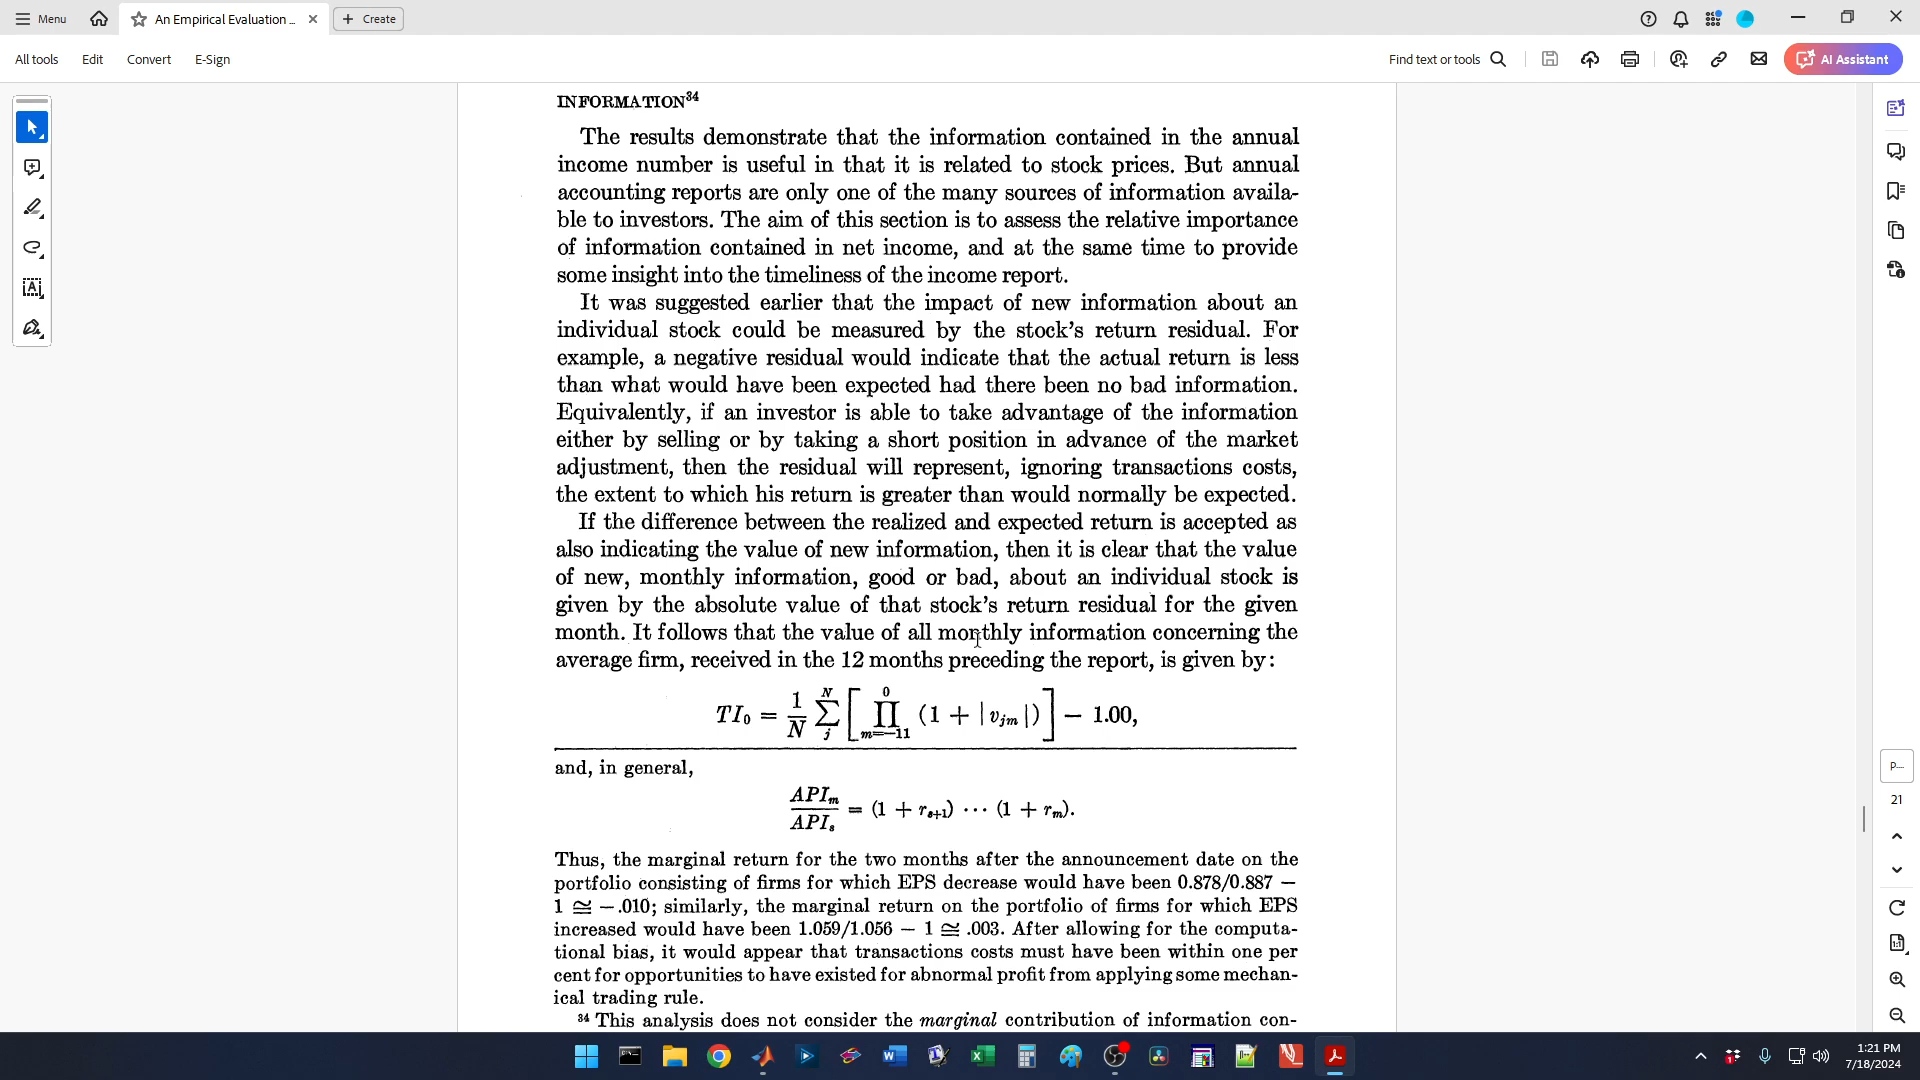 Menu
An Empirical Evaluation ...
Create
All tools
Edit
Convert
E-Sign
Find text or tools
AI Assistant
INFORMATION³⁴
The results demonstrate that the information contained in the annual
income number is useful in that it is related to stock prices. But annual
accounting reports are only one of the many sources of information availa-
ble to investors. The aim of this section is to assess the relative importance
of information contained in net income, and at the same time to provide
some insight into the timeliness of the income report.
It was suggested earlier that the impact of new information about an
individual stock could be measured by the stock's return residual. For
example, a negative residual would indicate that the actual return is less
than what would have been expected had there been no bad information.
Equivalently, if an investor is able to take advantage of the information
either by selling or by taking a short position in advance of the market
adjustment, then the residual will represent, ignoring transactions costs,
the extent to which his return is greater than would normally be expected.
If the difference between the realized and expected return is accepted as
also indicating the value of new information, then it is clear that the value
of new, monthly information, good or bad, about an individual stock is
given by the absolute value of that stock's return residual for the given
month. It follows that the value of all monthly information concerning the
average firm, received in the 12 months preceding the report, is given by:
TI₀ = 1/N Σ_j^N [ Π_{m=-11}^0 (1 + | v_jm |) ] − 1.00,
and, in general,
API_m / API_s = (1 + r_{s+1}) ··· (1 + r_m).
Thus, the marginal return for the two months after the announcement date on the
portfolio consisting of firms for which EPS decrease would have been 0.878/0.887 −
1 ≅ −.010; similarly, the marginal return on the portfolio of firms for which EPS
increased would have been 1.059/1.056 − 1 ≅ .003. After allowing for the computa-
tional bias, it would appear that transactions costs must have been within one per
cent for opportunities to have existed for abnormal profit from applying some mechan-
ical trading rule.
³⁴ This analysis does not consider the marginal contribution of information con-
P...
21
1:21 PM
7/18/2024